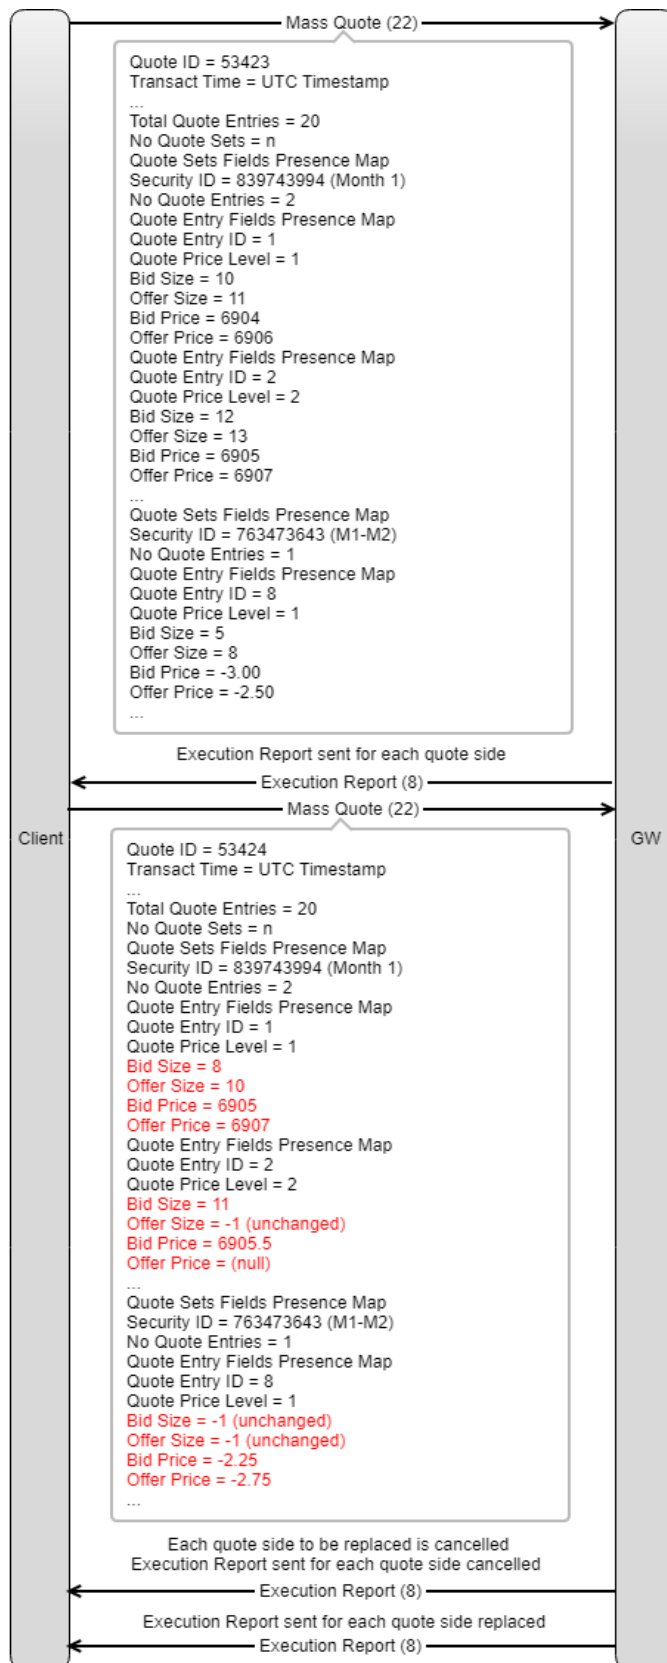 Mass Quote (22)
Quote ID = 53423
Transact Time = UTC Timestamp
...
Total Quote Entries = 20
No Quote Sets = n
Quote Sets Fields Presence Map
Security ID = 839743994 (Month 1)
No Quote Entries = 2
Quote Entry Fields Presence Map
Quote Entry ID = 1
Quote Price Level = 1
Bid Size = 10
Offer Size = 11
Bid Price = 6904
Offer Price = 6906
Quote Entry Fields Presence Map
Quote Entry ID = 2
Quote Price Level = 2
Bid Size = 12
Offer Size = 13
Bid Price = 6905
Offer Price = 6907
...
Quote Sets Fields Presence Map
Security ID = 763473643 (M1-M2)
No Quote Entries = 1
Quote Entry Fields Presence Map
Quote Entry ID = 8
Quote Price Level = 1
Bid Size = 5
Offer Size = 8
Bid Price = -3.00
Offer Price = -2.50
...
Execution Report sent for each quote side
Execution Report (8)
Mass Quote (22)
Client
GW
Quote ID = 53424
Transact Time = UTC Timestamp
...
Total Quote Entries = 20
No Quote Sets = n
Quote Sets Fields Presence Map
Security ID = 839743994 (Month 1)
No Quote Entries = 2
Quote Entry Fields Presence Map
Quote Entry ID = 1
Quote Price Level = 1
Bid Size = 8
Offer Size = 10
Bid Price = 6905
Offer Price = 6907
Quote Entry Fields Presence Map
Quote Entry ID = 2
Quote Price Level = 2
Bid Size = 11
Offer Size = -1 (unchanged)
Bid Price = 6905.5
Offer Price = (null)
...
Quote Sets Fields Presence Map
Security ID = 763473643 (M1-M2)
No Quote Entries = 1
Quote Entry Fields Presence Map
Quote Entry ID = 8
Quote Price Level = 1
Bid Size = -1 (unchanged)
Offer Size = -1 (unchanged)
Bid Price = -2.25
Offer Price = -2.75
...
Each quote side to be replaced is cancelled
Execution Report sent for each quote side cancelled
Execution Report (8)
Execution Report sent for each quote side replaced
Execution Report (8)